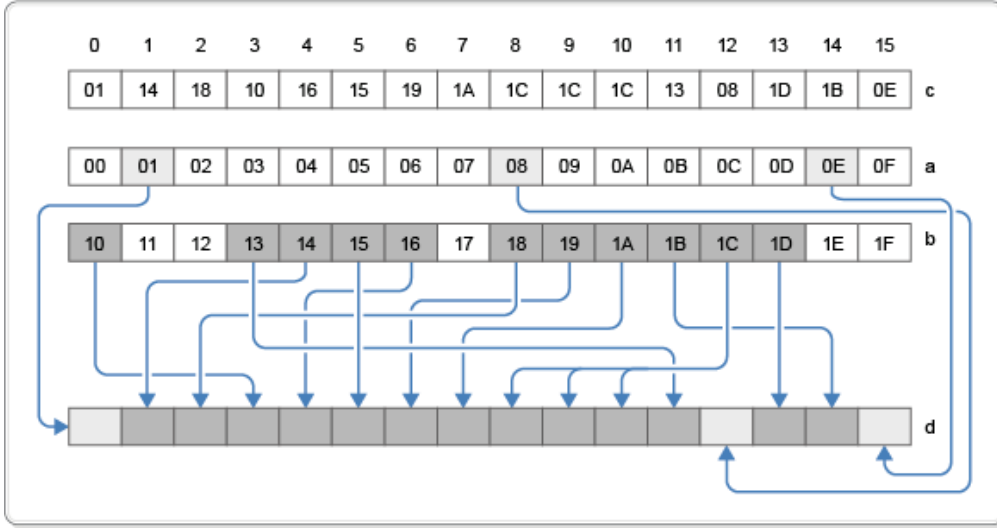 0 1 2 3 4 5 6 7 8 9 10 11 12 13 14 15
01 14 18 10 16 15 19 1A 1C 1C 1C 13 08 1D 1B 0E c
00 01 02 03 04 05 06 07 08 09 0A 0B 0C 0D 0E 0F a
10 11 12 13 14 15 16 17 18 19 1A 1B 1C 1D 1E 1F b
d